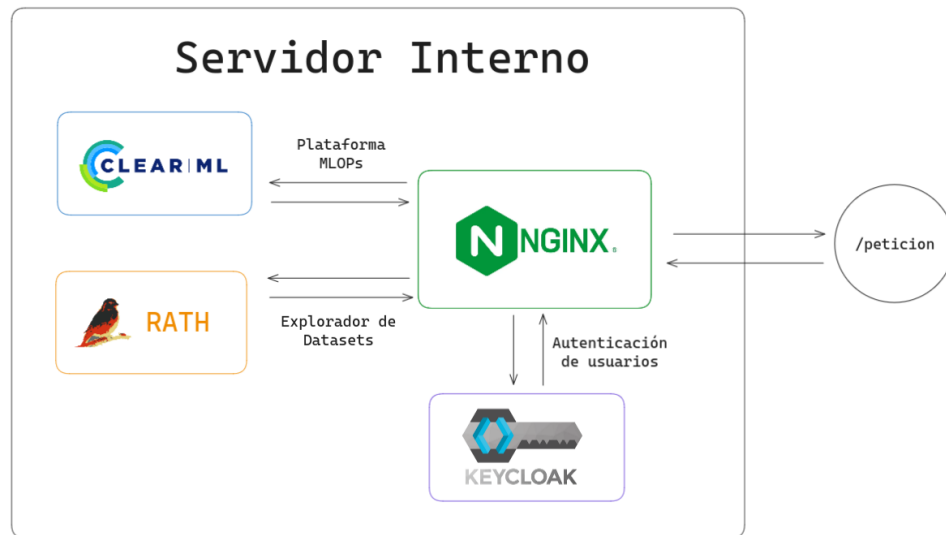 Servidor Interno
CLEAR|ML
Plataforma
MLOPs
NGINX
/peticion
RATH
Explorador de
Datasets
Autenticación
de usuarios
KEYCLOAK